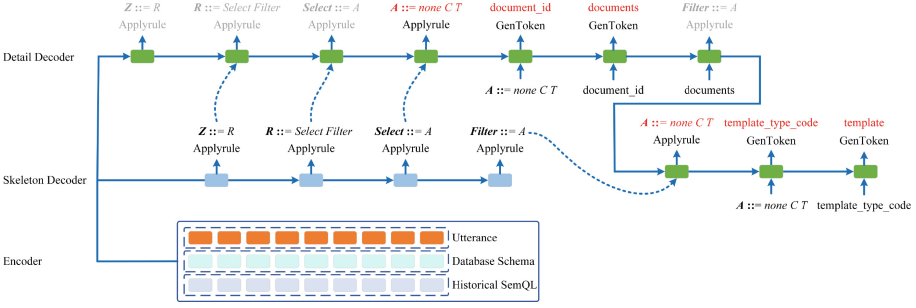 Z ::= R R ::= Select Filter Select ::= A A ::= none C T document_id documents Filter ::= A
Applyrule Applyrule Applyrule Applyrule GenToken GenToken Applyrule
Detail Decoder
A ::= none C T document_id documents
Z ::= R R ::= Select Filter Select ::= A Filter ::= A A ::= none C T template_type_code template
Applyrule Applyrule Applyrule Applyrule Applyrule GenToken GenToken
Skeleton Decoder
A ::= none C T template_type_code
Utterance
Encoder Database Schema
Historical SemQL